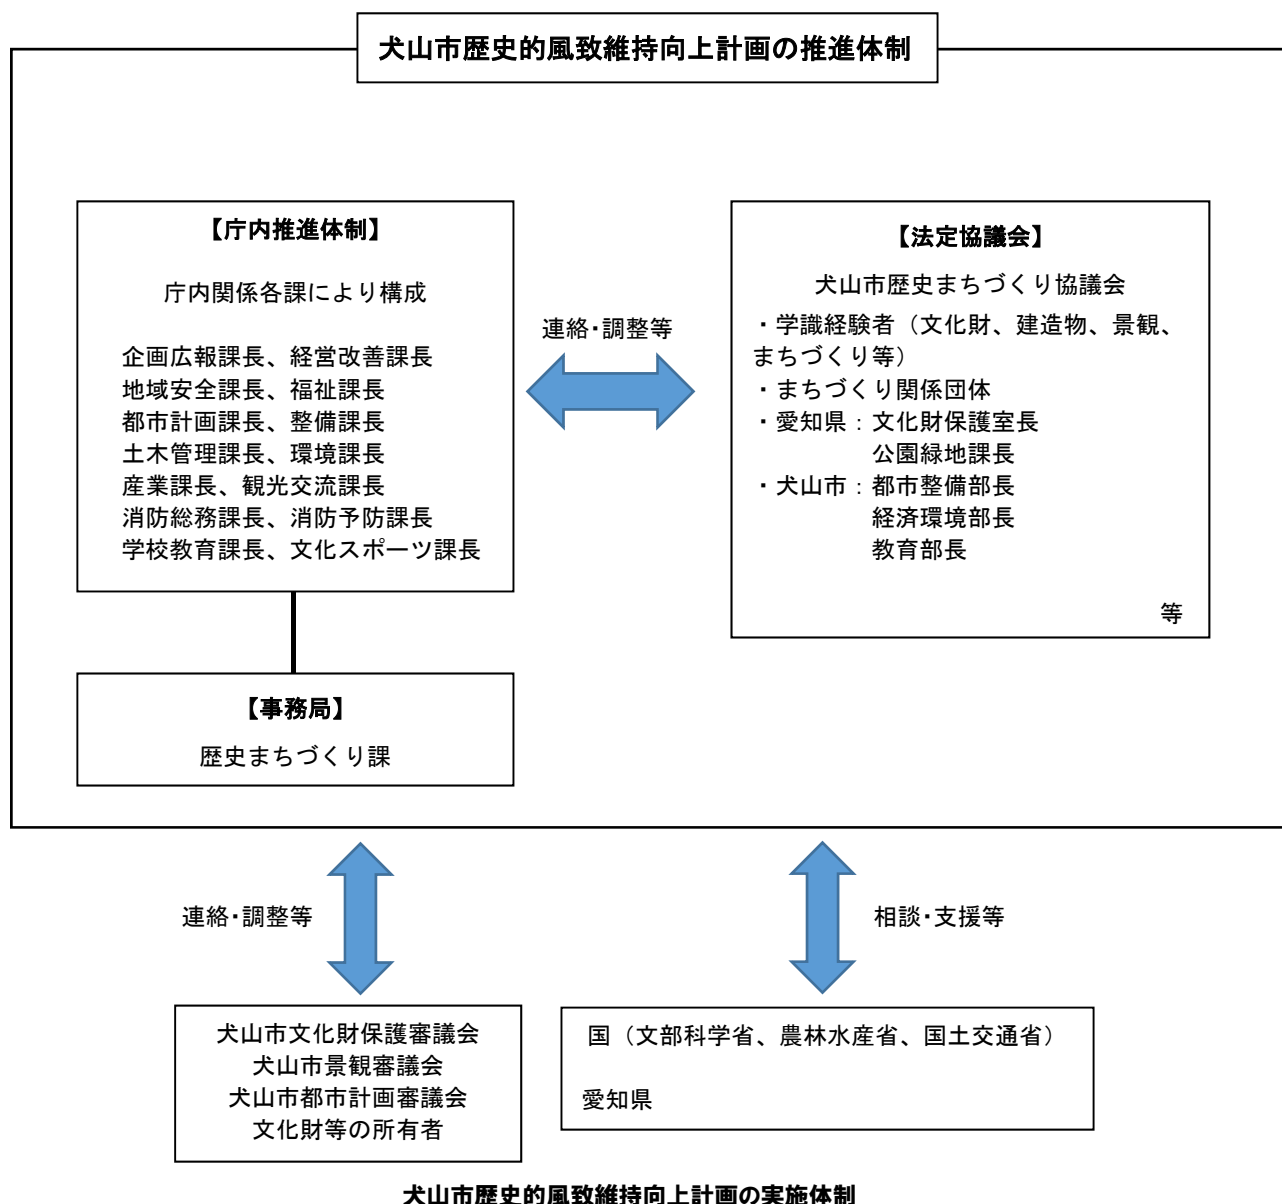 犬山市歴史的風致維持向上計画の推進体制
【庁内推進体制】
庁内関係各課により構成
企画広報課長、経営改善課長
地域安全課長、福祉課長
都市計画課長、整備課長
土木管理課長、環境課長
産業課長、観光交流課長
消防総務課長、消防予防課長
学校教育課長、文化スポーツ課長
連絡・調整等
【法定協議会】
犬山市歴史まちづくり協議会
・学識経験者（文化財、建造物、景観、
まちづくり等）
・まちづくり関係団体
・愛知県：文化財保護室長
公園緑地課長
・犬山市：都市整備部長
経済環境部長
教育部長
等
【事務局】
歴史まちづくり課
連絡・調整等
相談・支援等
犬山市文化財保護審議会
犬山市景観審議会
犬山市都市計画審議会
文化財等の所有者
国（文部科学省、農林水産省、国土交通省）
愛知県
犬山市歴史的風致維持向上計画の実施体制